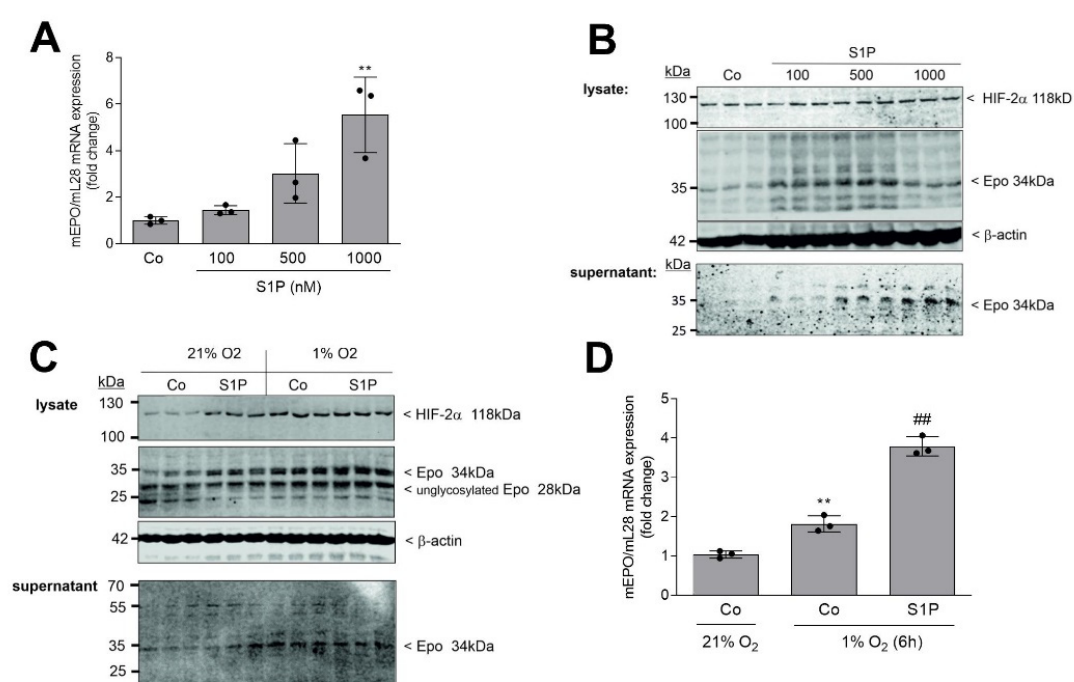 A
mEPO/mL28 mRNA expression
(fold change)
8
6
4
2
0
Co 100 500 1000
S1P (nM)
**
B
S1P
kDa Co 100 500 1000
lysate:
130
100
< HIF-2α 118kD
35
< Epo 34kDa
42
< β-actin
supernatant: kDa
35
25
< Epo 34kDa
C
21% O2 1% O2
kDa Co S1P Co S1P
lysate
130
100
< HIF-2α 118kDa
35
25
< Epo 34kDa
< unglycosylated Epo 28kDa
42
< β-actin
supernatant
70
55
35
25
< Epo 34kDa
D
mEPO/mL28 mRNA expression
(fold change)
5
4
3
2
1
0
**
##
Co Co S1P
21% O2 1% O2 (6h)